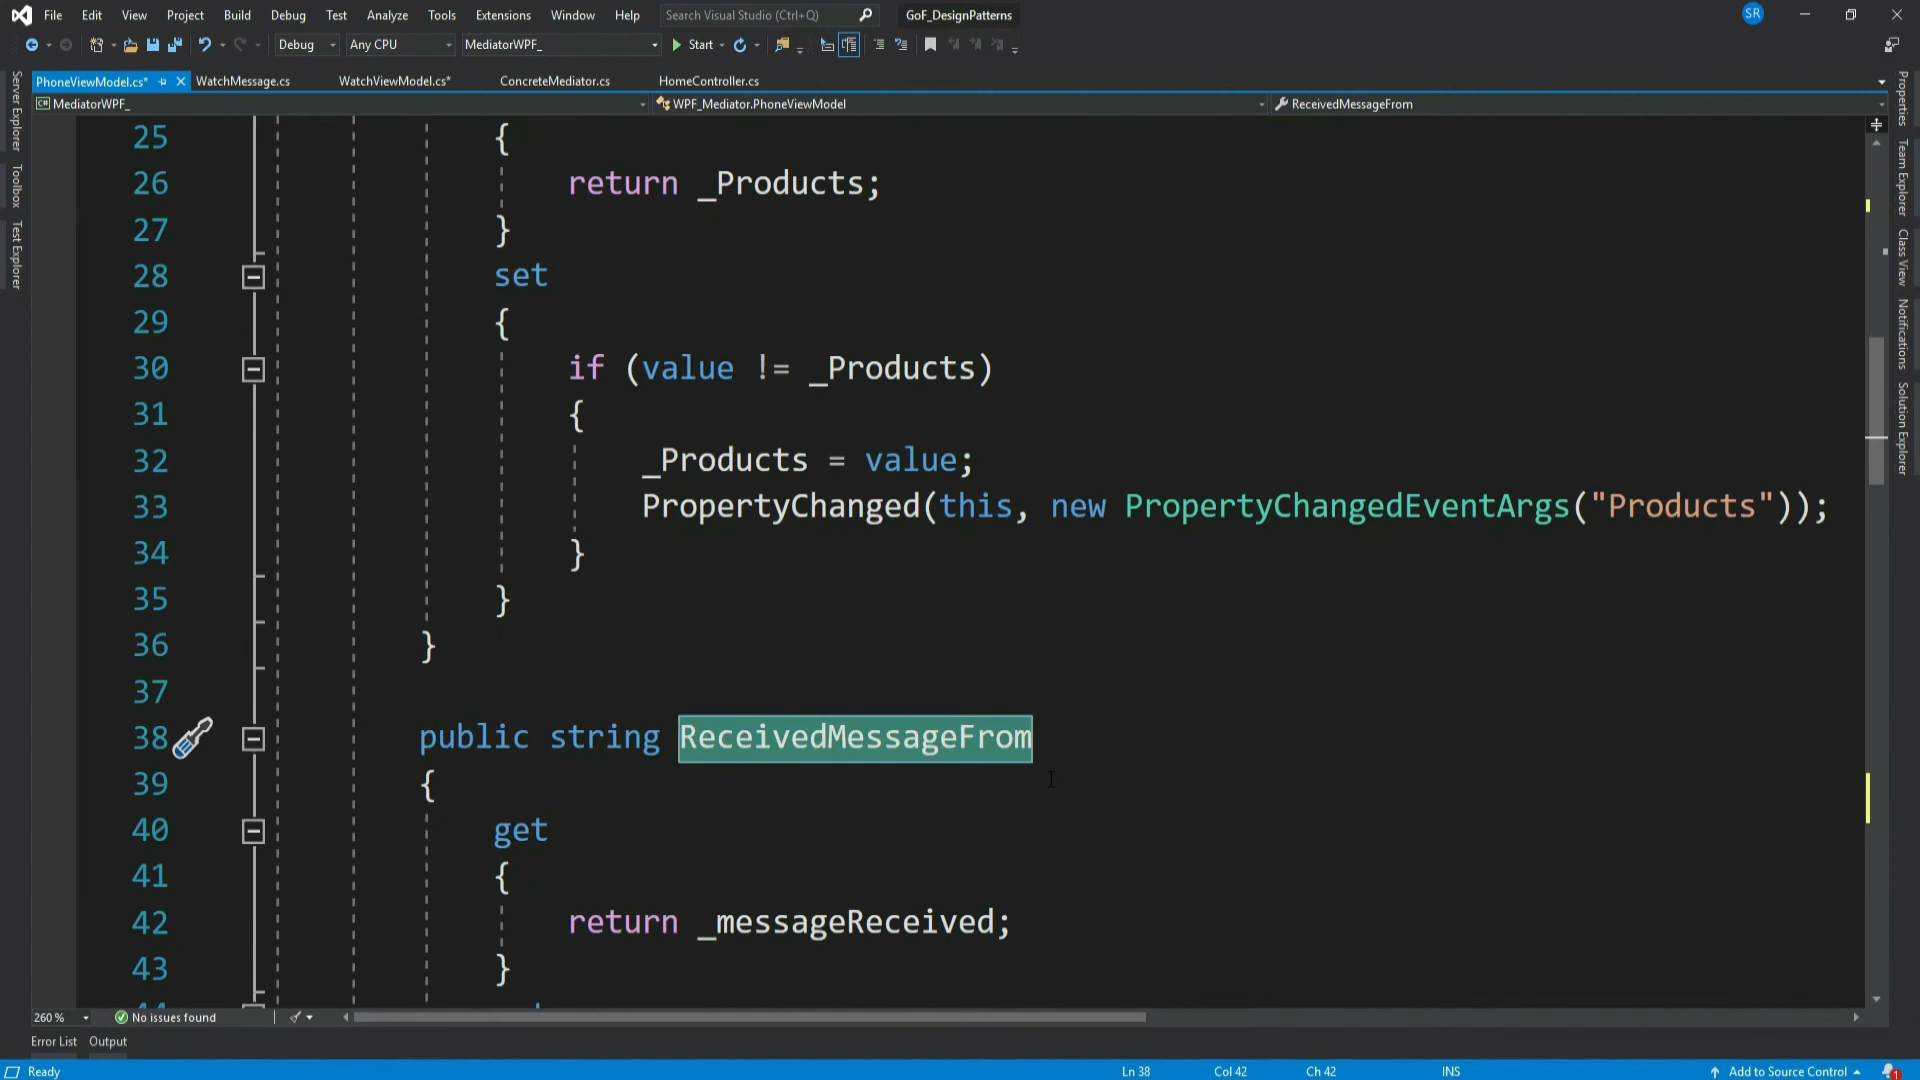 File Edit View Project Build Debug Test Analyze Tools Extensions Window Help Search Visual Studio (Ctrl+Q) GoF_DesignPatterns SR
Debug Any CPU MediatorWPF_ Start
PhoneViewModel.cs* WatchMessage.cs WatchViewModel.cs* ConcreteMediator.cs HomeController.cs
MediatorWPF_ WPF_Mediator.PhoneViewModel ReceivedMessageFrom
Server Explorer
Toolbox
Test Explorer
25 {
26 return _Products;
27 }
28 set
29 {
30 if (value != _Products)
31 {
32 _Products = value;
33 PropertyChanged(this, new PropertyChangedEventArgs("Products"));
34 }
35 }
36 }
37
38 public string ReceivedMessageFrom
39 {
40 get
41 {
42 return _messageReceived;
43 }
Properties
Team Explorer
Class View
Notifications
Solution Explorer
260 % No issues found
Error List Output
Ready Ln 38 Col 42 Ch 42 INS Add to Source Control 1